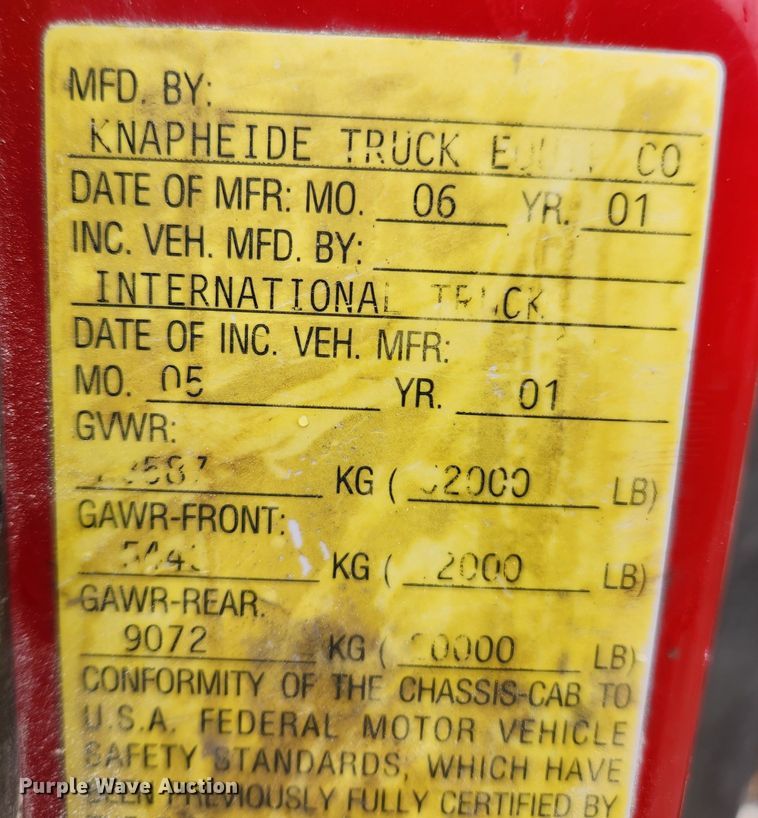 MFD. BY:
KNAPHEIDE TRUCK CO
DATE OF MFR: MO. 06 YR. 01
INC. VEH. MFD. BY:
INTERNATIONAL TRUCK
DATE OF INC. VEH. MFR:
MO. 05 YR. 01
GVWR:
KG ( LB)
GAWR-FRONT:
KG ( LB)
GAWR-REAR.
9072 KG ( LB)
CONFORMITY OF THE CHASSIS-CAB TO
U.S.A. FEDERAL MOTOR VEHICLE
SAFETY STANDARDS, WHICH HAVE
BEEN PREVIOUSLY FULLY CERTIFIED BY
Purple Wave Auction